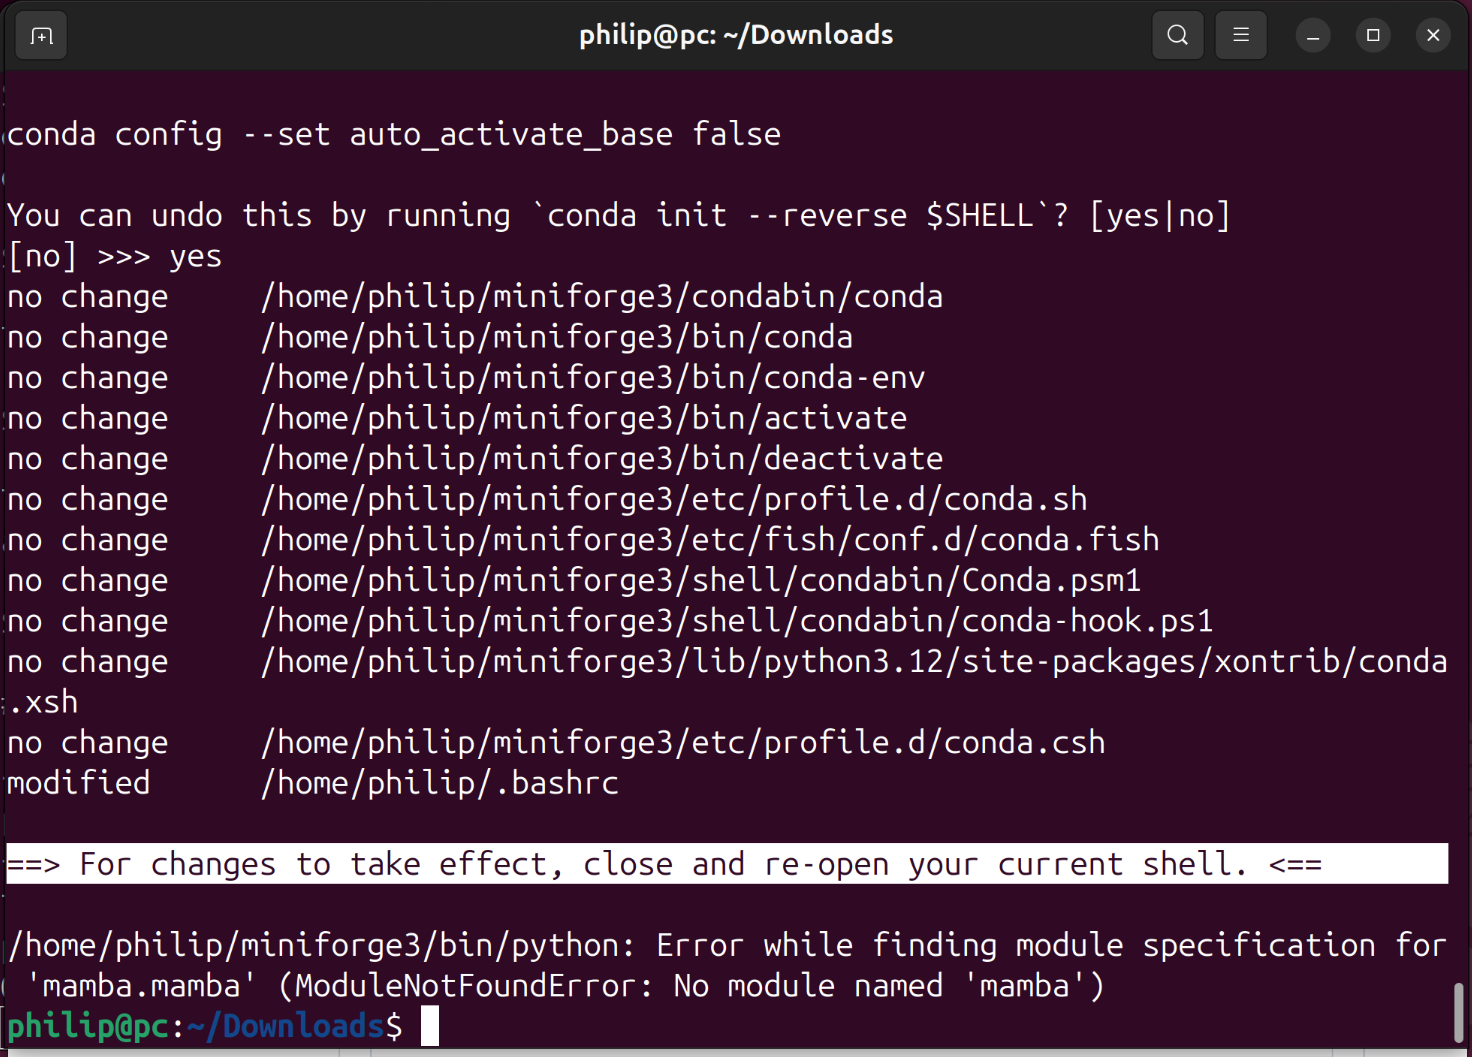 philip@pc: ~/Downloads
conda config --set auto_activate_base false
You can undo this by running `conda init --reverse $SHELL`? [yes|no]
[no] >>> yes
no change     /home/philip/miniforge3/condabin/conda
no change     /home/philip/miniforge3/bin/conda
no change     /home/philip/miniforge3/bin/conda-env
no change     /home/philip/miniforge3/bin/activate
no change     /home/philip/miniforge3/bin/deactivate
no change     /home/philip/miniforge3/etc/profile.d/conda.sh
no change     /home/philip/miniforge3/etc/fish/conf.d/conda.fish
no change     /home/philip/miniforge3/shell/condabin/Conda.psm1
no change     /home/philip/miniforge3/shell/condabin/conda-hook.ps1
no change     /home/philip/miniforge3/lib/python3.12/site-packages/xontrib/conda
.xsh
no change     /home/philip/miniforge3/etc/profile.d/conda.csh
modified      /home/philip/.bashrc
==> For changes to take effect, close and re-open your current shell. <==
/home/philip/miniforge3/bin/python: Error while finding module specification for
 'mamba.mamba' (ModuleNotFoundError: No module named 'mamba')
philip@pc:~/Downloads$